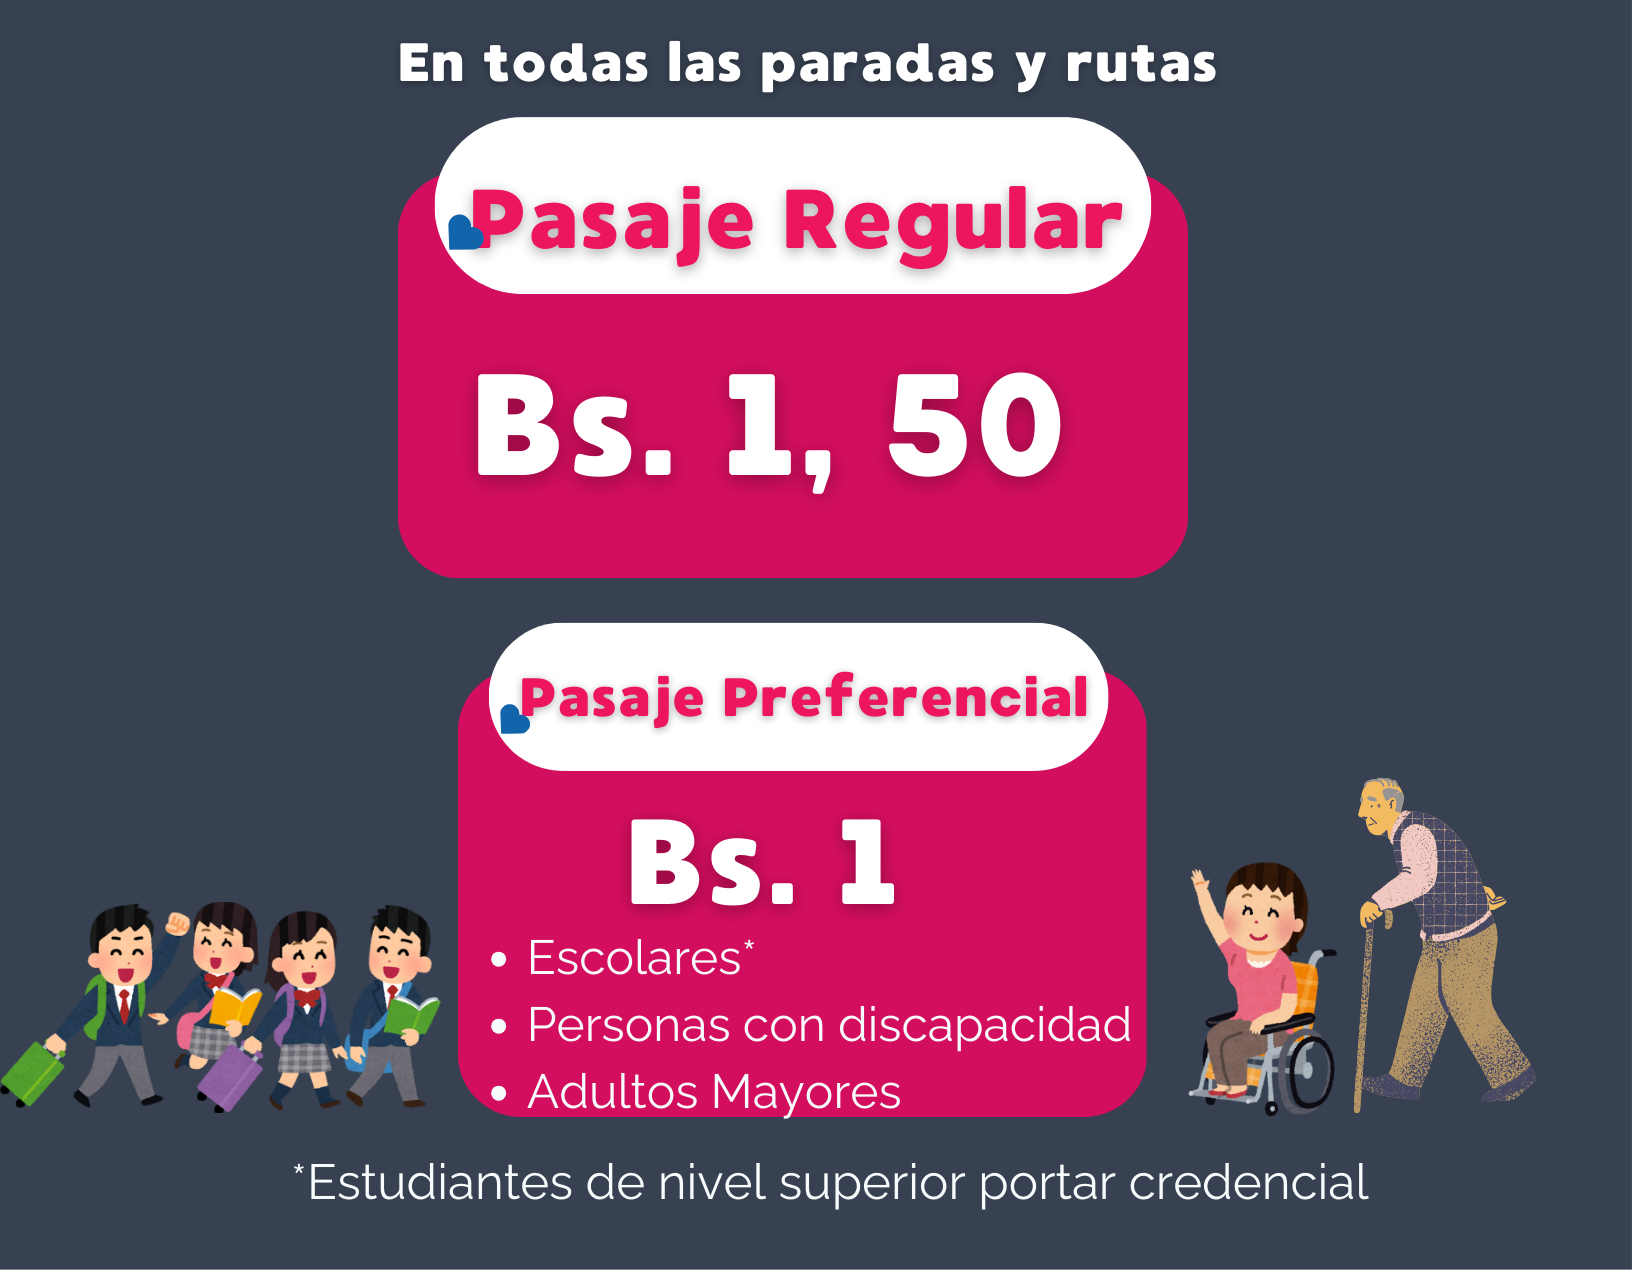 En todas las paradas y rutas
Pasaje Regular
Bs. 1, 50
Pasaje Preferencial
Bs. 1
• Escolares*
• Personas con discapacidad
• Adultos Mayores
*Estudiantes de nivel superior portar credencial